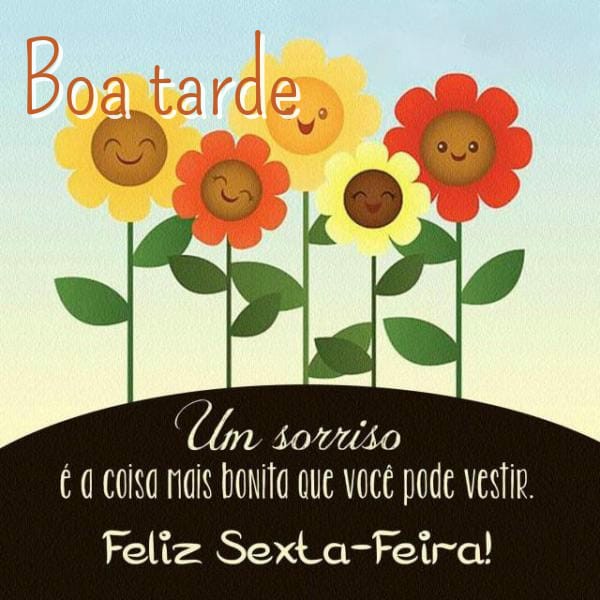 Boa tarde
Um sorriso
é a coisa mais bonita que você pode vestir.
Feliz Sexta-Feira!